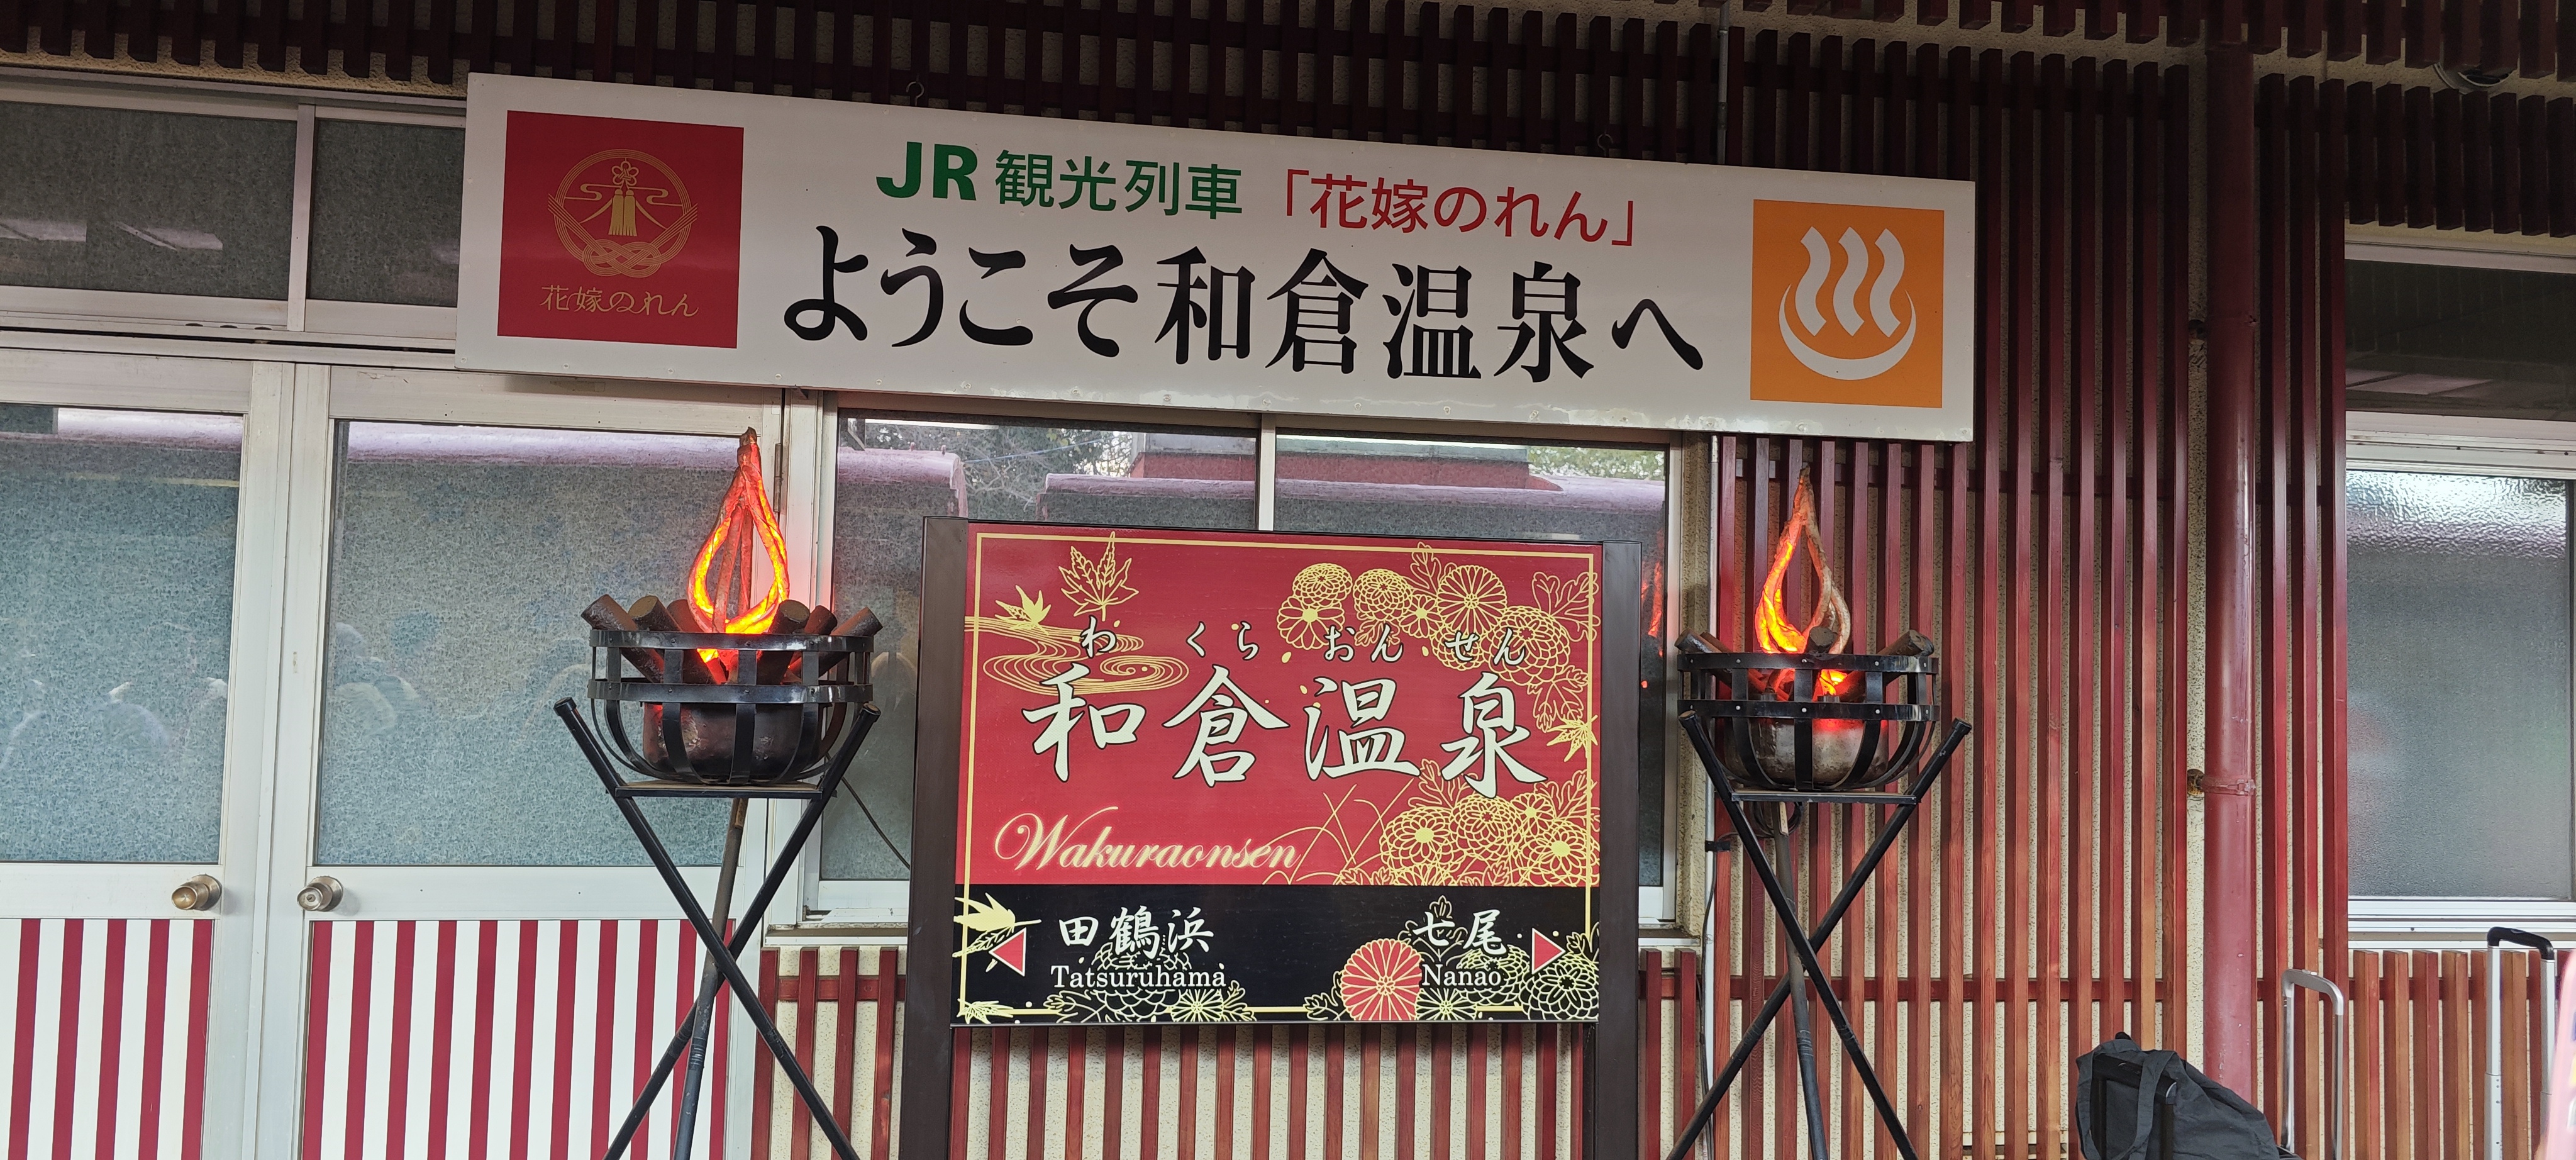 JR 観光列車「花嫁のれん」
ようこそ和倉温泉へ
花嫁のれん
わ くら おん せん
和倉温泉
Wakuraonsen
田鶴浜 七尾
Tatsuruhama Nanao